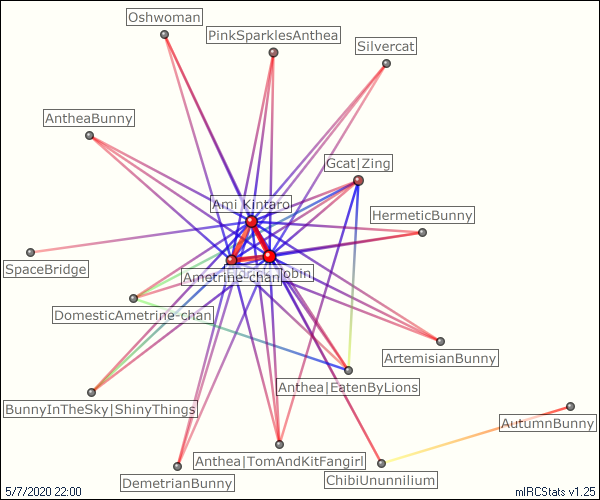 Oshwoman
PinkSparklesAnthea
Silvercat
AntheaBunny
Gcat|Zing
Ami Kintaro
HermeticBunny
SpaceBridge
Ametrine-chan
obin
DomesticAmetrine-chan
ArtemisianBunny
Anthea|EatenByLions
BunnyInTheSky|ShinyThings
AutumnBunny
Anthea|TomAndKitFangirl
DemetrianBunny
ChibiUnunnilium
5/7/2020 22:00
mIRCStats v1.25